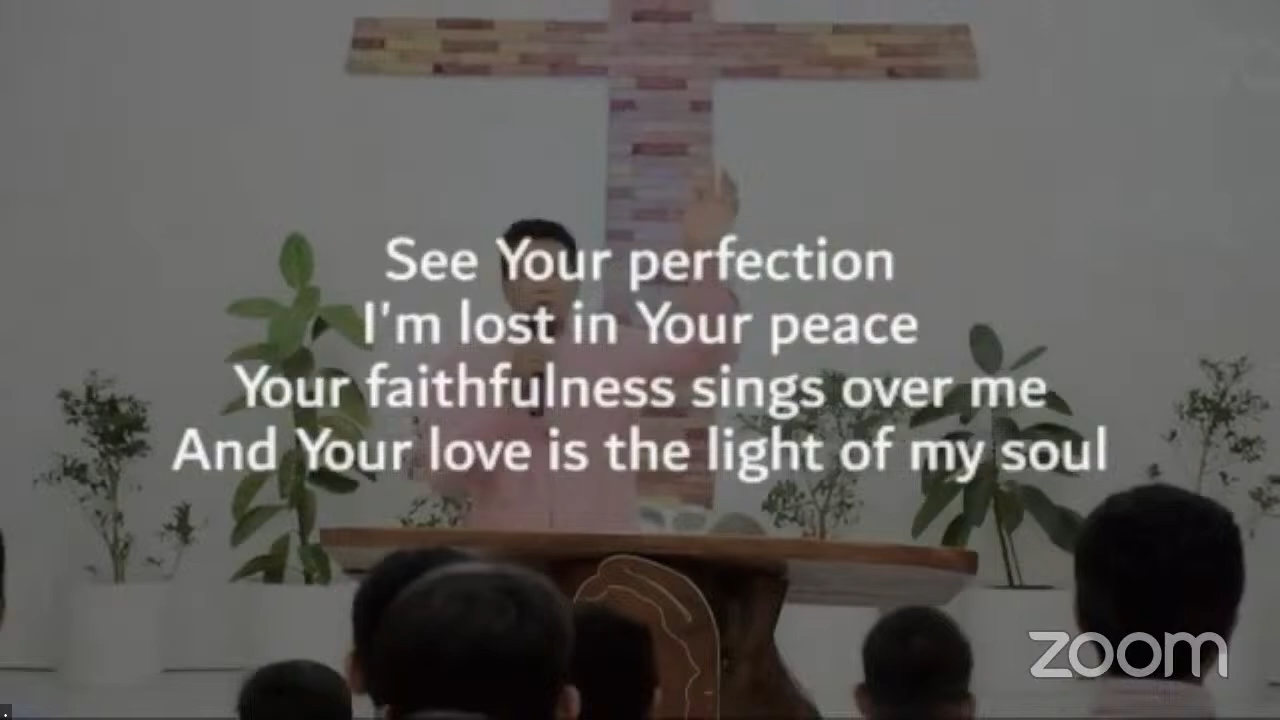 See Your perfection
I'm lost in Your peace
Your faithfulness sings over me
And Your love is the light of my soul
zoom